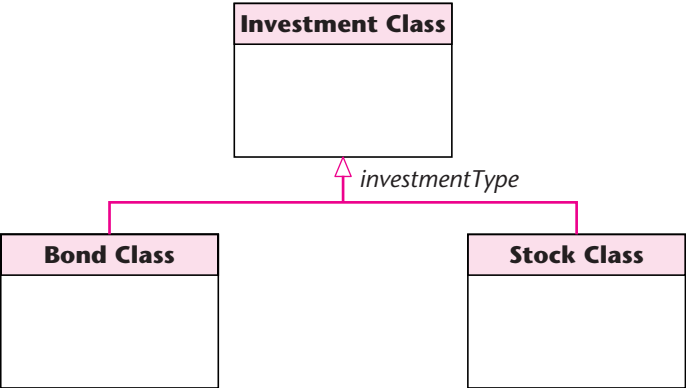 Investment Class
investmentType
Bond Class
Stock Class